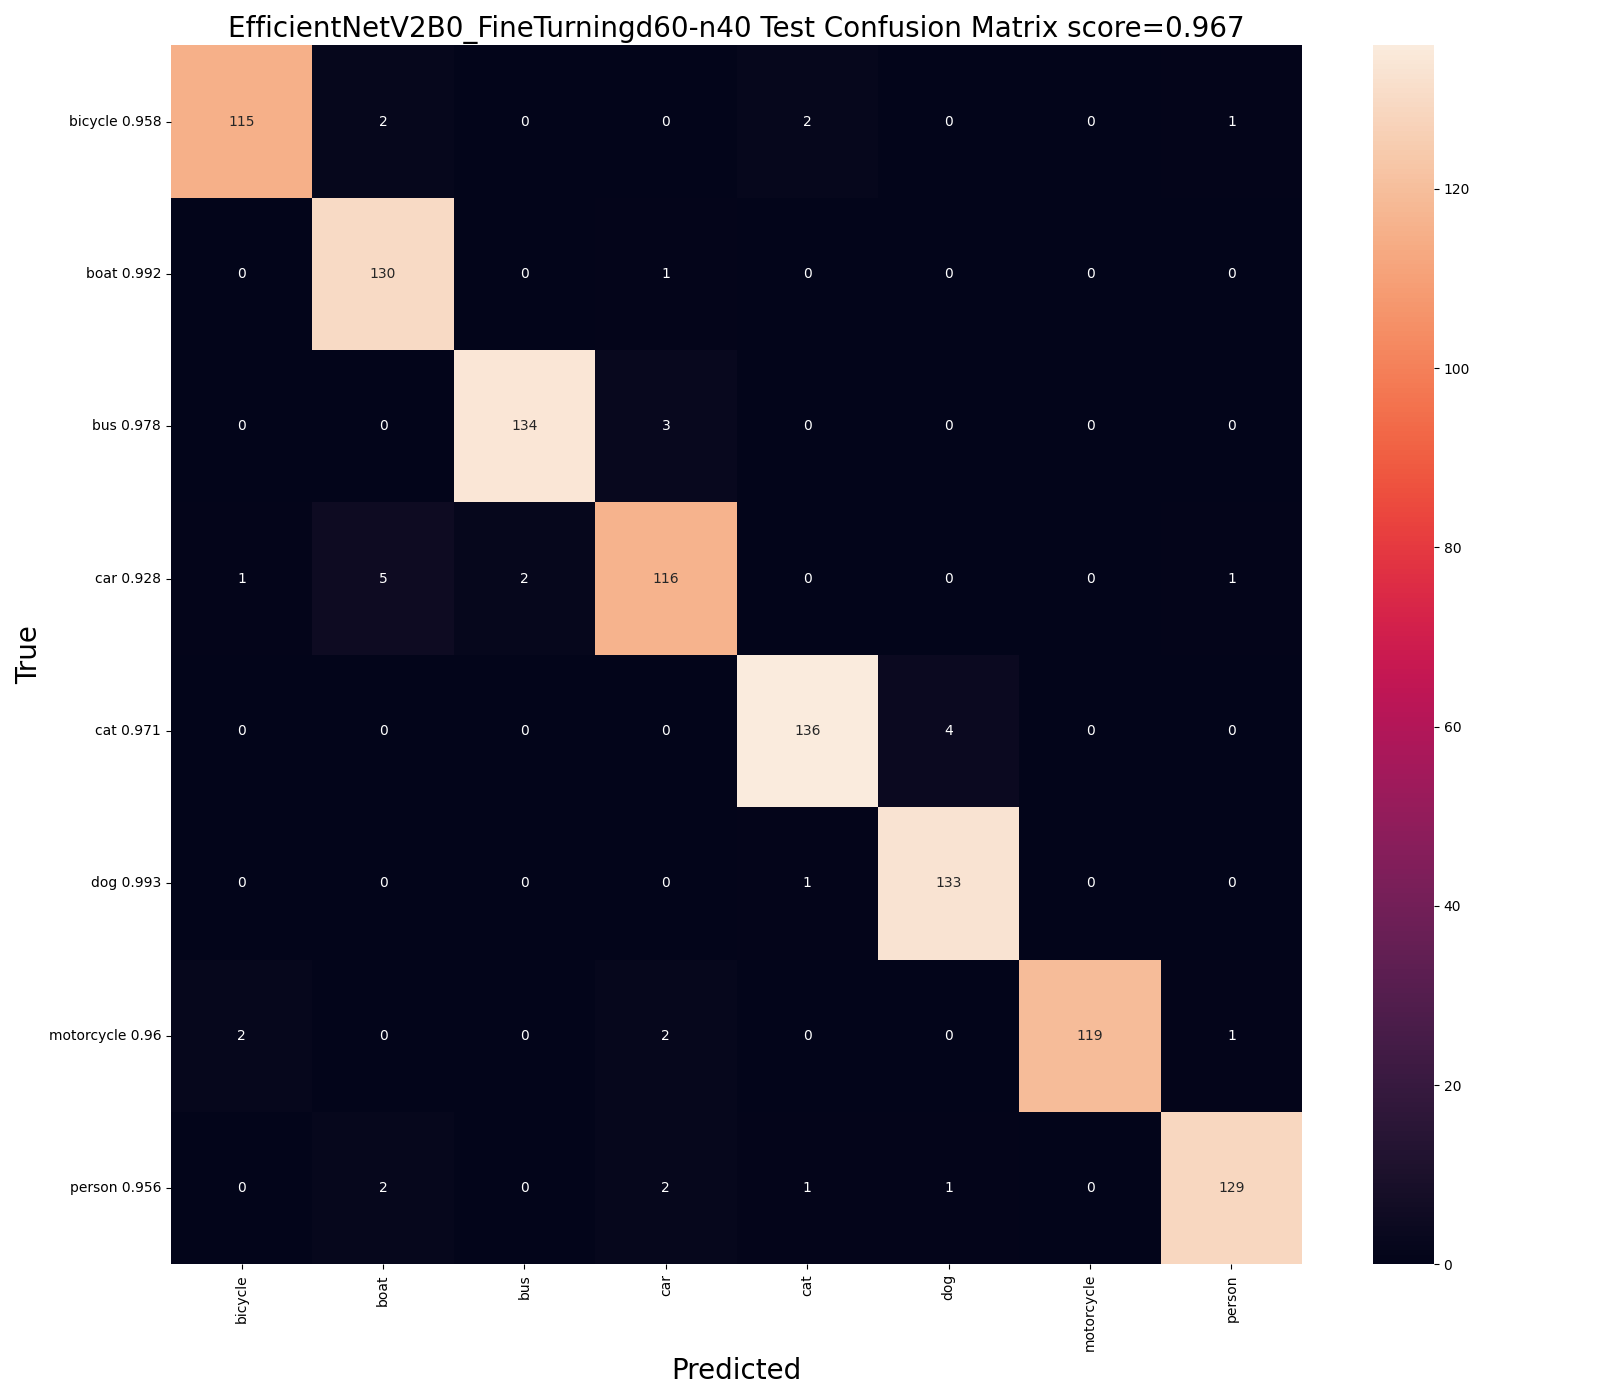 EfficientNetV2B0_FineTurningd60-n40 Test Confusion Matrix score=0.967
bicycle 0.958 115 2 0 0 2 0 0 1
boat 0.992 0 130 0 1 0 0 0 0
bus 0.978 0 0 134 3 0 0 0 0
car 0.928 1 5 2 116 0 0 0 1
cat 0.971 0 0 0 0 136 4 0 0
dog 0.993 0 0 0 0 1 133 0 0
motorcycle 0.96 2 0 0 2 0 0 119 1
person 0.956 0 2 0 2 1 1 0 129
True
bicycle boat bus car cat dog motorcycle person
Predicted
120
100
80
60
40
20
0